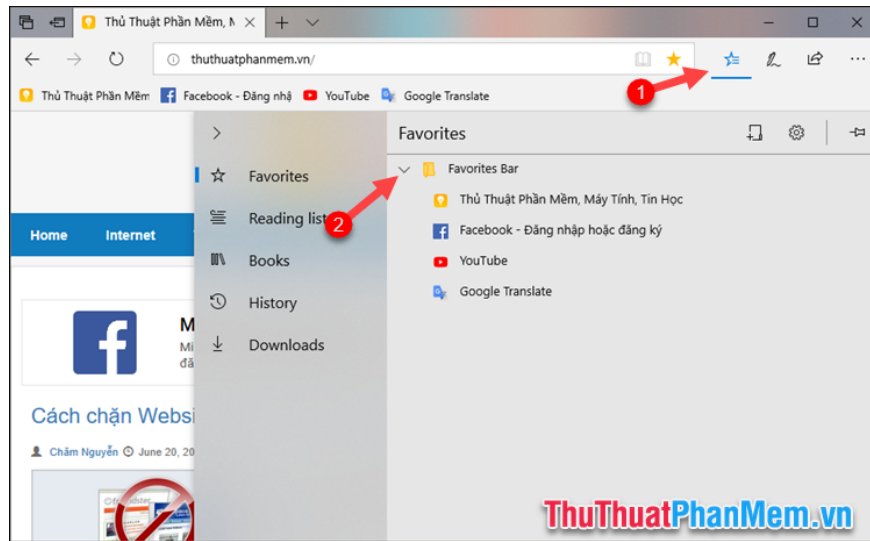 Thủ Thuật Phần Mềm, M
thuthuatphanmem.vn/
1
Thủ Thuật Phần Mềm
Facebook - Đăng nhậ
YouTube
Google Translate
Favorites
Favorites
Favorites Bar
Thủ Thuật Phần Mềm, Máy Tính, Tin Học
Reading list
2
Home
Internet
Facebook - Đăng nhập hoặc đăng ký
Books
YouTube
Google Translate
History
M
Mi
đă
Downloads
Cách chặn Websi
Chăm Nguyễn June 20, 20
ThuThuatPhanMem.vn